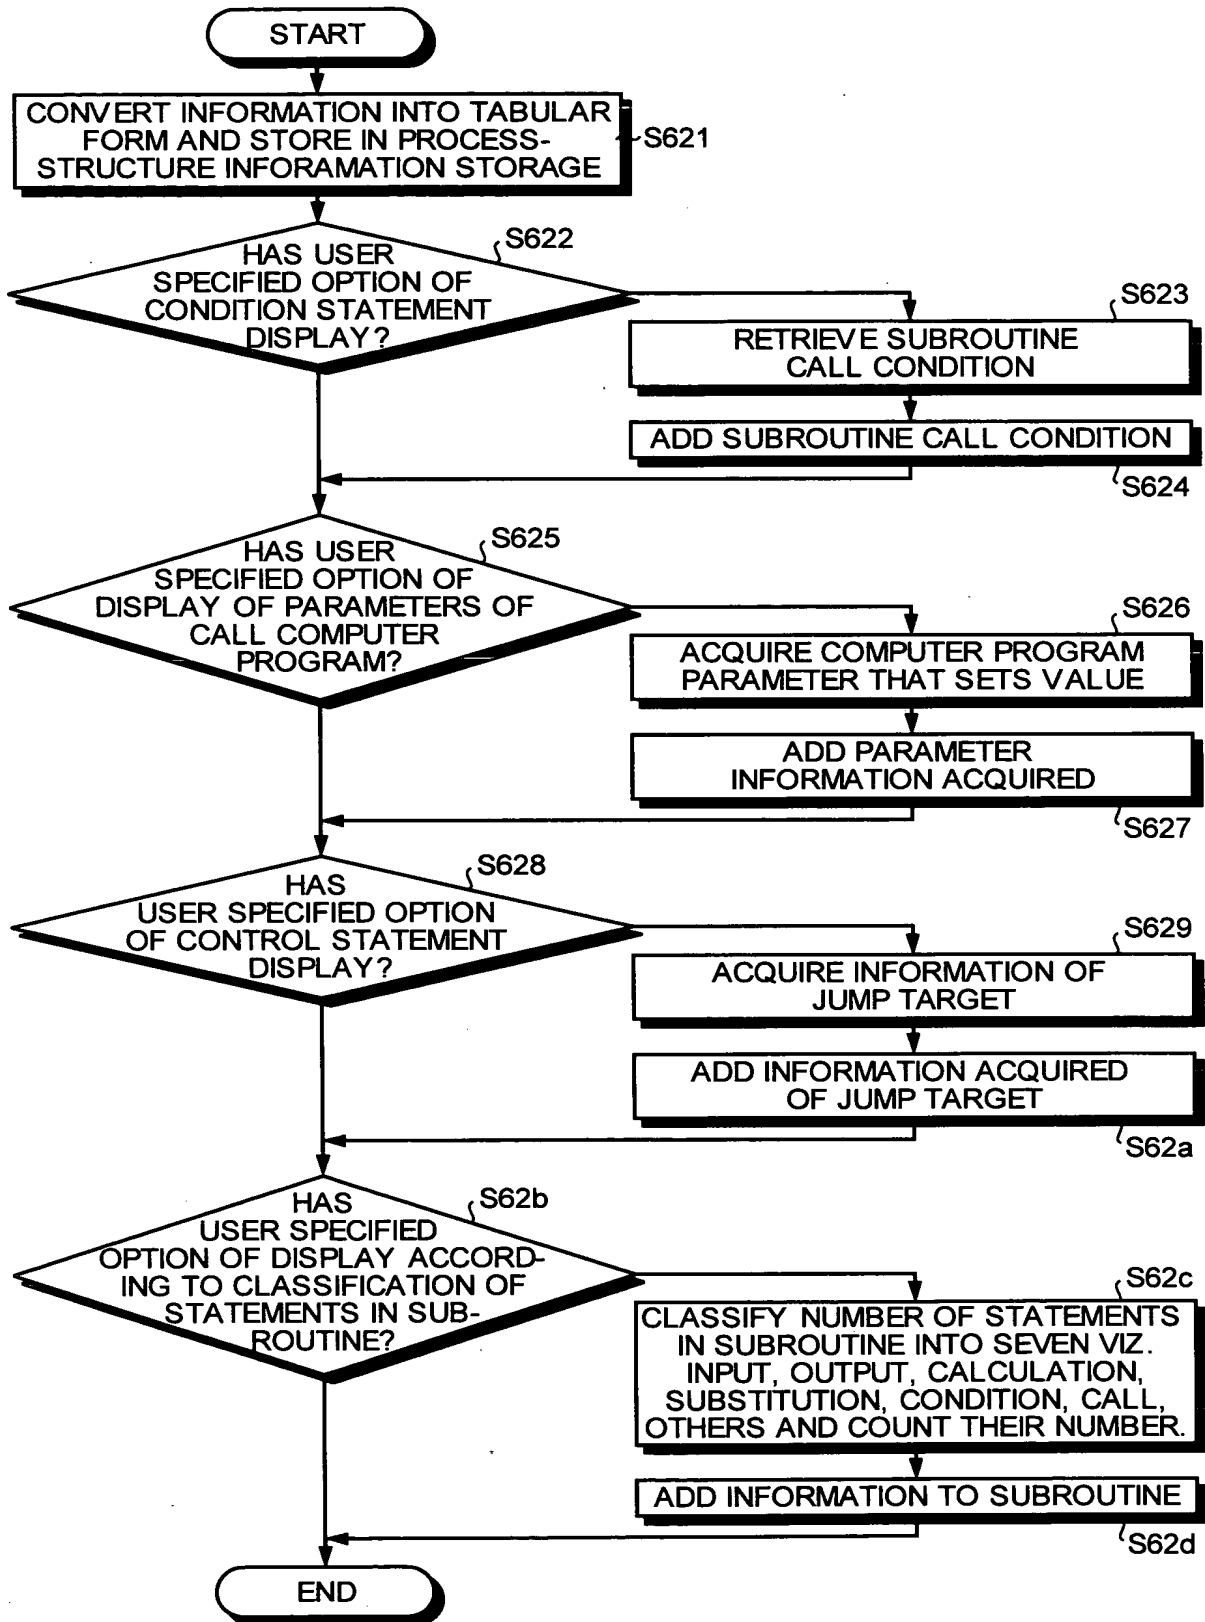 START
CONVERT INFORMATION INTO TABULAR
FORM AND STORE IN PROCESS-
STRUCTURE INFORAMATION STORAGE
S621
HAS USER
SPECIFIED OPTION OF
CONDITION STATEMENT
DISPLAY?
S622
S623
RETRIEVE SUBROUTINE
CALL CONDITION
ADD SUBROUTINE CALL CONDITION
S624
HAS USER
SPECIFIED OPTION OF
DISPLAY OF PARAMETERS OF
CALL COMPUTER
PROGRAM?
S625
S626
ACQUIRE COMPUTER PROGRAM
PARAMETER THAT SETS VALUE
ADD PARAMETER
INFORMATION ACQUIRED
S627
HAS
USER SPECIFIED OPTION
OF CONTROL STATEMENT
DISPLAY?
S628
S629
ACQUIRE INFORMATION OF
JUMP TARGET
ADD INFORMATION ACQUIRED
OF JUMP TARGET
S62a
HAS
USER SPECIFIED
OPTION OF DISPLAY ACCORD-
ING TO CLASSIFICATION OF
STATEMENTS IN SUB-
ROUTINE?
S62b
S62c
CLASSIFY NUMBER OF STATEMENTS
IN SUBROUTINE INTO SEVEN VIZ.
INPUT, OUTPUT, CALCULATION,
SUBSTITUTION, CONDITION, CALL,
OTHERS AND COUNT THEIR NUMBER.
ADD INFORMATION TO SUBROUTINE
S62d
END